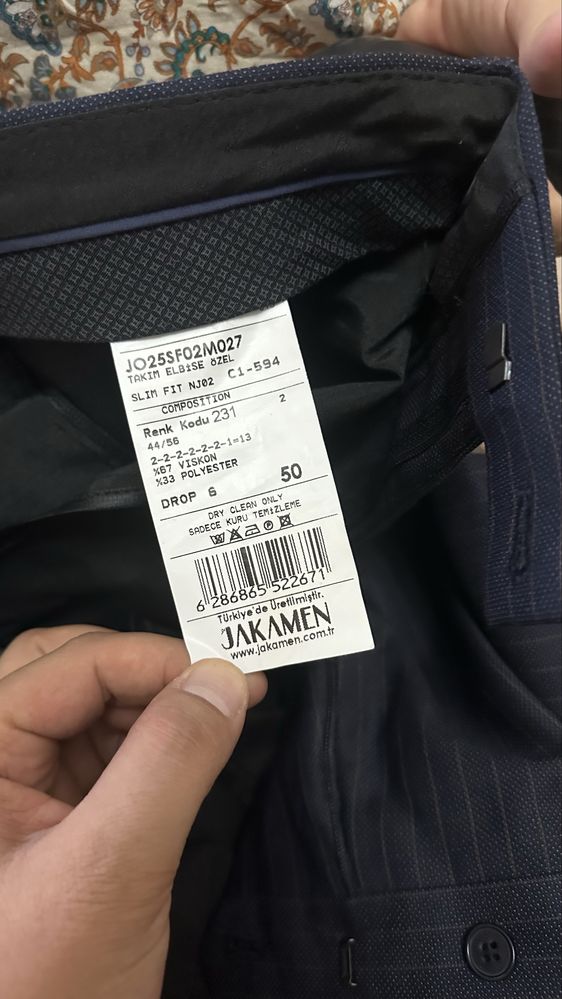 JO25SF02M027
TAKIM ELBİSE ÖZEL
SLIM FIT NJ02 C1-594
COMPOSITION
Renk Kodu 231 2
44/56
2-2-2-2-2-2-1=13
%67 VISKON
%33 POLYESTER
DROP 6 50
DRY CLEAN ONLY
SADECE KURU TEMİZLEME
6 286865 522671
Türkiye'de Üretilmiştir.
JAKAMEN
www.jakamen.com.tr